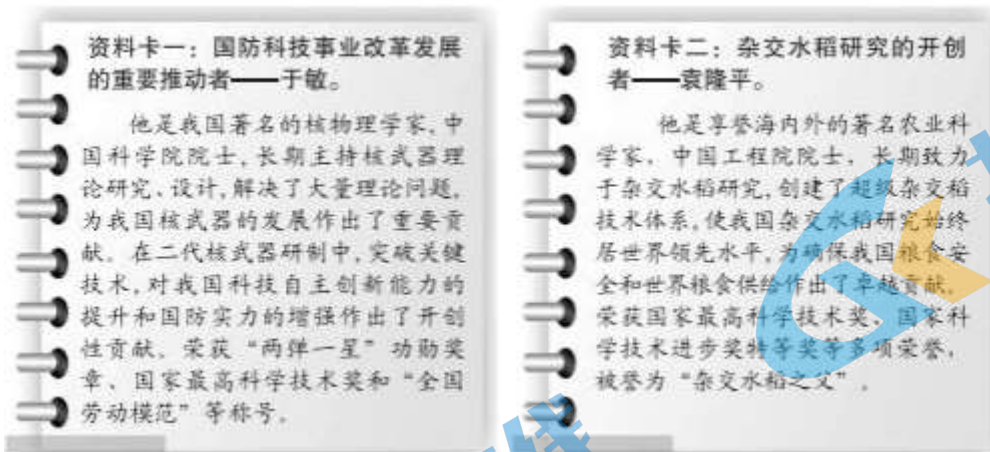 资料卡一：国防科技事业改革发展
的重要推动者——于敏。
他是我国著名的核物理学家,中
国科学院院士,长期主持核武器理
论研究、设计,解决了大量理论问题,
为我国核武器的发展作出了重要贡
献。在二代核武器研制中,突破关键
技术,对我国科技自主创新能力的
提升和国防实力的增强作出了开创
性贡献。荣获“两弹一星”功勋奖
章、国家最高科学技术奖和“全国
劳动模范”等称号。
资料卡二：杂交水稻研究的开创
者——袁隆平。
他是享誉海内外的著名农业科
学家，中国工程院院士，长期致力
于杂交水稻研究,创建了超级杂交稻
技术体系,使我国杂交水稻研究始终
居世界领先水平,为确保我国粮食安
全和世界粮食供给作出了卓越贡献。
荣获国家最高科学技术奖、国家科
学技术进步奖特等奖等多项荣誉，
被誉为“杂交水稻之父”。
线